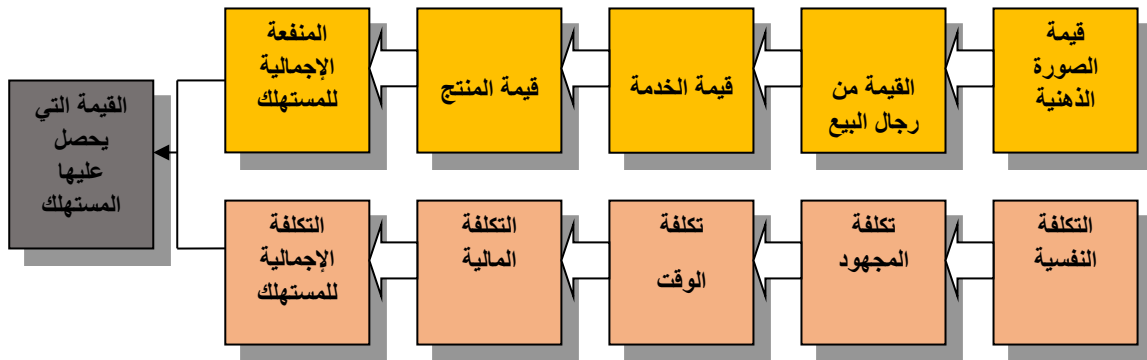 قيمة
الصورة
الذهنية
القيمة من
رجال البيع
قيمة الخدمة
قيمة المنتج
المنفعة
الإجمالية
للمستهلك
القيمة التي
يحصل
عليها
المستهلك
التكلفة
النفسية
تكلفة
المجهود
تكلفة
الوقت
التكلفة
المالية
التكلفة
الإجمالية
للمستهلك